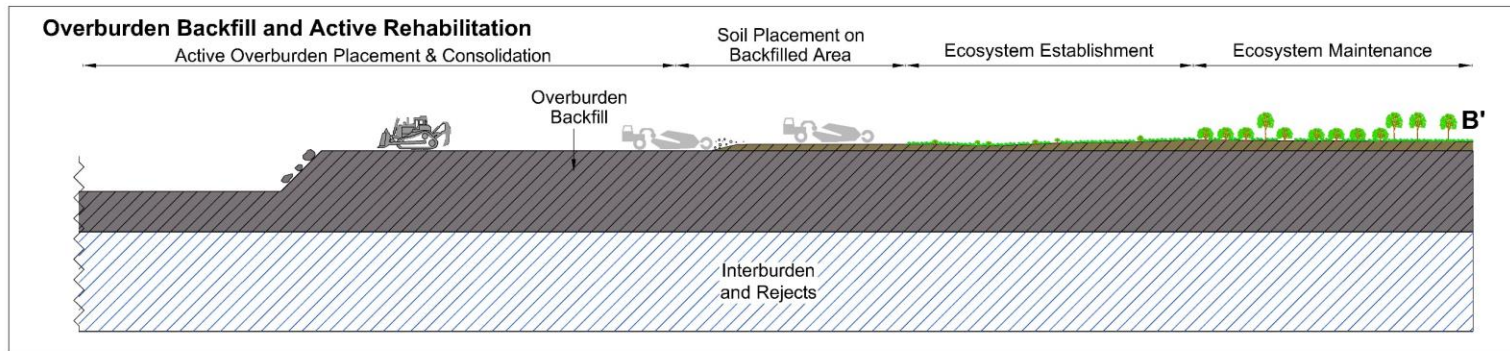 Overburden Backfill and Active Rehabilitation
Active Overburden Placement & Consolidation
Soil Placement on
Backfilled Area
Ecosystem Establishment
Ecosystem Maintenance
Overburden
Backfill
B'
Interburden
and Rejects